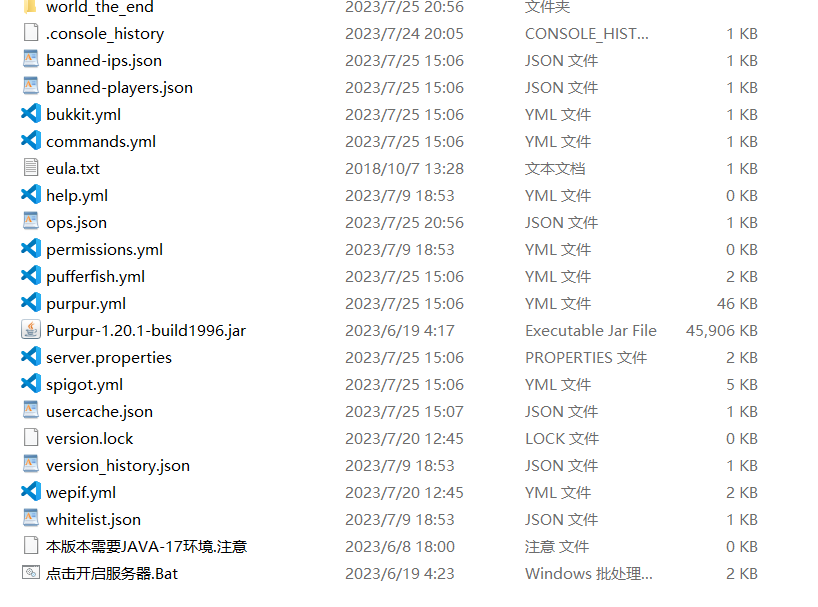 world_the_end 2023/7/25 20:56 文件夹
.console_history 2023/7/24 20:05 CONSOLE_HIST... 1 KB
banned-ips.json 2023/7/25 15:06 JSON 文件 1 KB
banned-players.json 2023/7/25 15:06 JSON 文件 1 KB
bukkit.yml 2023/7/25 15:06 YML 文件 1 KB
commands.yml 2023/7/25 15:06 YML 文件 1 KB
eula.txt 2018/10/7 13:28 文本文档 1 KB
help.yml 2023/7/9 18:53 YML 文件 0 KB
ops.json 2023/7/25 20:56 JSON 文件 1 KB
permissions.yml 2023/7/9 18:53 YML 文件 0 KB
pufferfish.yml 2023/7/25 15:06 YML 文件 2 KB
purpur.yml 2023/7/25 15:06 YML 文件 46 KB
Purpur-1.20.1-build1996.jar 2023/6/19 4:17 Executable Jar File 45,906 KB
server.properties 2023/7/25 15:06 PROPERTIES 文件 2 KB
spigot.yml 2023/7/25 15:06 YML 文件 5 KB
usercache.json 2023/7/25 15:07 JSON 文件 1 KB
version.lock 2023/7/20 12:45 LOCK 文件 0 KB
version_history.json 2023/7/9 18:53 JSON 文件 1 KB
wepif.yml 2023/7/20 12:45 YML 文件 2 KB
whitelist.json 2023/7/9 18:53 JSON 文件 1 KB
本版本需要JAVA-17环境.注意 2023/6/8 18:00 注意 文件 0 KB
点击开启服务器.Bat 2023/6/19 4:23 Windows 批处理... 2 KB